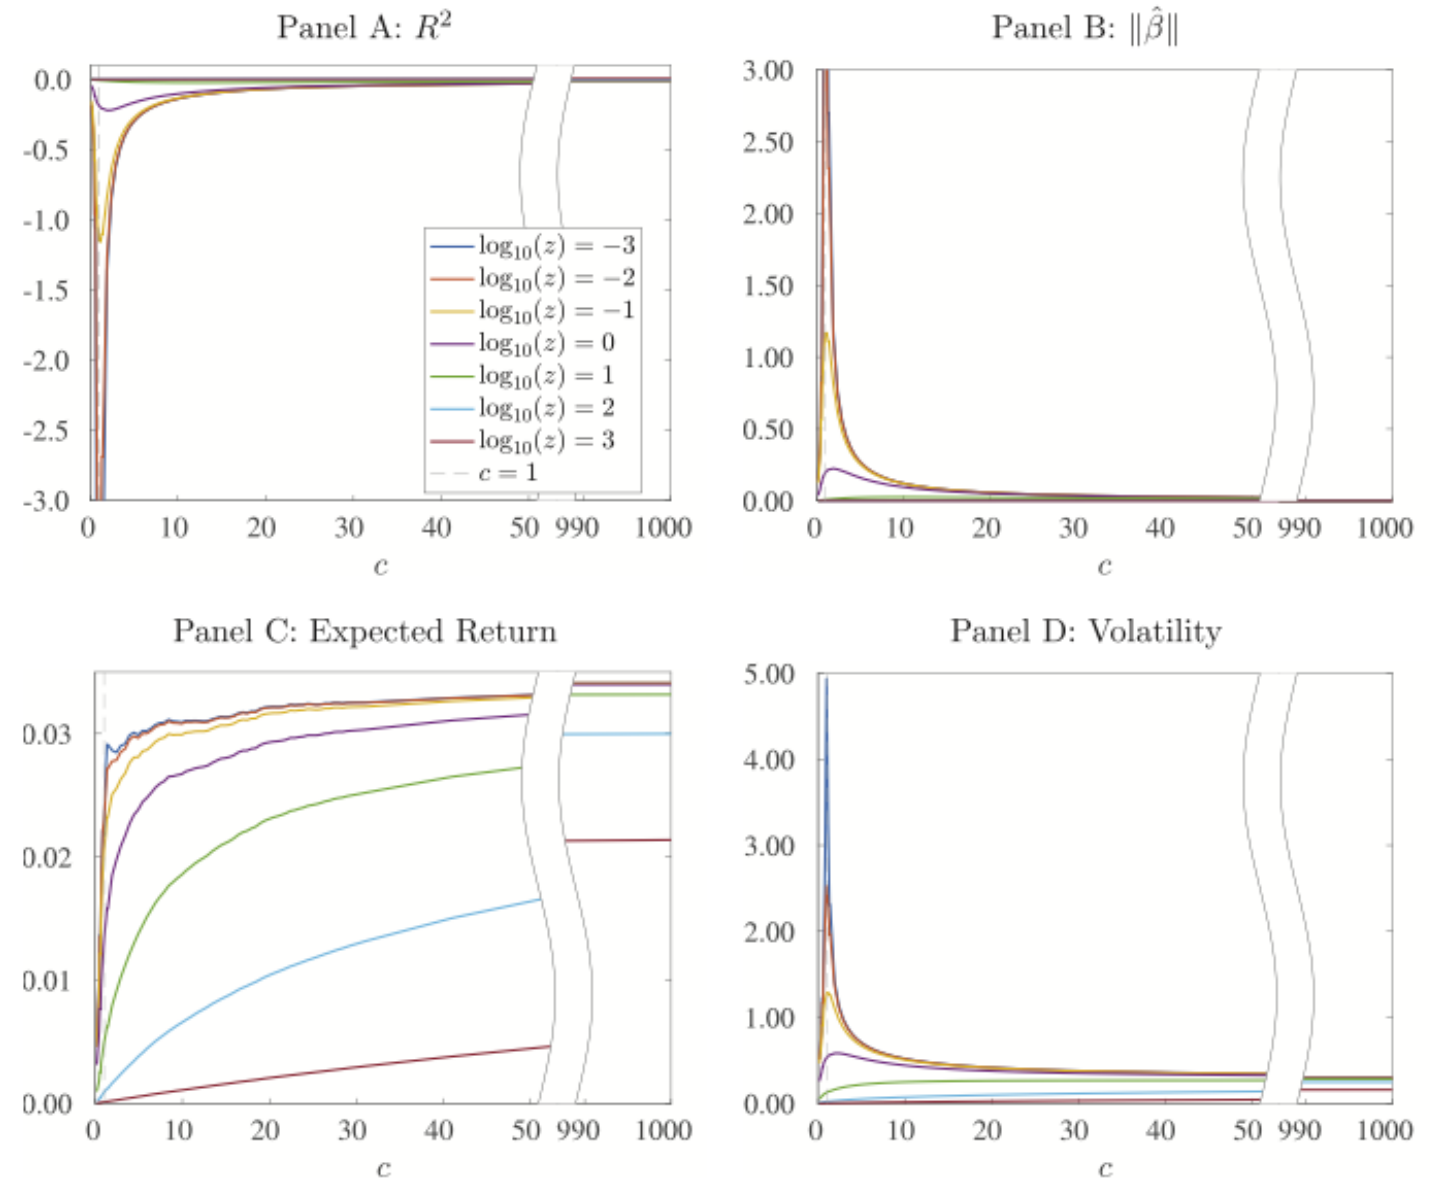 Panel A: R²
0.0
-0.5
-1.0
-1.5
-2.0
-2.5
-3.0
log₁₀(z) = −3
log₁₀(z) = −2
log₁₀(z) = −1
log₁₀(z) = 0
log₁₀(z) = 1
log₁₀(z) = 2
log₁₀(z) = 3
c = 1
0 10 20 30 40 50 990 1000
c
Panel B: ‖β̂‖
3.00
2.50
2.00
1.50
1.00
0.50
0.00
0 10 20 30 40 50 990 1000
c
Panel C: Expected Return
0.03
0.02
0.01
0.00
0 10 20 30 40 50 990 1000
c
Panel D: Volatility
5.00
4.00
3.00
2.00
1.00
0.00
0 10 20 30 40 50 990 1000
c